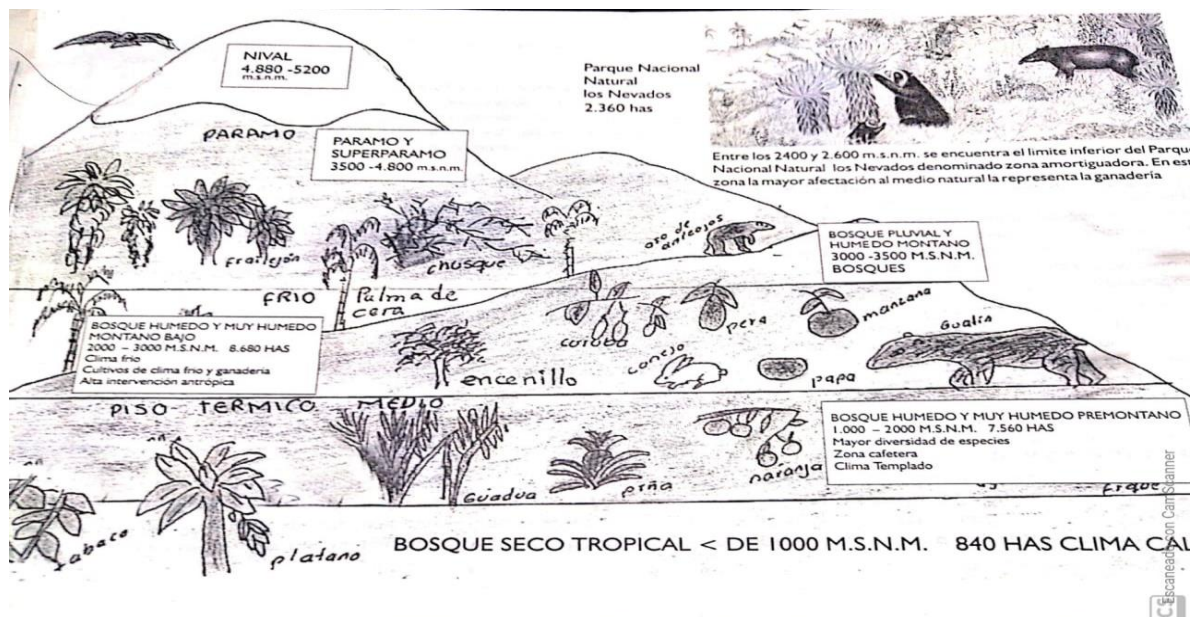 NIVAL
4.880 -5200
m.s.n.m.
Parque Nacional
Natural
los Nevados
2.360 has
PARAMO
PARAMO Y
SUPERPARAMO
3500 -4.800 m.s.n.m.
Entre los 2400 y 2.600 m.s.n.m. se encuentra el limite inferior del Parque
Nacional Natural los Nevados denominado zona amortiguadora. En est
zona la mayor afectación al medio natural la representa la ganadería
frailejón
chusque
oso de anteojos
BOSQUE PLUVIAL Y
HUMEDO MONTANO
3000 -3500 M.S.N.M.
BOSQUES
FRIO
Palma de
cera
BOSQUE HUMEDO Y MUY HUMEDO
MONTANO BAJO
2000 – 3000 M.S.N.M. 8.680 HAS
Clima frio
Cultivos de clima frio y ganaderia
Alta intervención antrópica
encenillo
curuba
pera
manzana
conejo
papa
Gualin
PISO TERMICO MEDIO
Guadua
piña
naranja
BOSQUE HUMEDO Y MUY HUMEDO PREMONTANO
1.000 – 2000 M.S.N.M. 7.560 HAS
Mayor diversidad de especies
Zona cafetera
Clima Templado
tabaco
platano
BOSQUE SECO TROPICAL < DE 1000 M.S.N.M. 840 HAS CLIMA CAL
Escaneado con CamScanner
CS